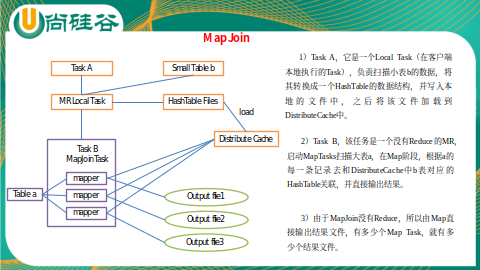 尚硅谷
MapJoin
Task A
Small Table b
MR Local Task
HashTable Files
load
Distribute Cache
Task B
MapJoinTask
mapper
mapper
mapper
Table a
Output file1
Output file2
Output file3
1）Task A，它是一个Local Task（在客户端
本地执行的Task），负责扫描小表b的数据，将
其转换成一个HashTable的数据结构，并写入本
地的文件中，之后将该文件加载到
DistributeCache中。
2）Task B，该任务是一个没有Reduce的MR，
启动MapTasks扫描大表a，在Map阶段，根据a的
每一条记录去和DistributeCache中b表对应的
HashTable关联，并直接输出结果。
3）由于MapJoin没有Reduce，所以由Map直
接输出结果文件，有多少个Map Task，就有多
少个结果文件。